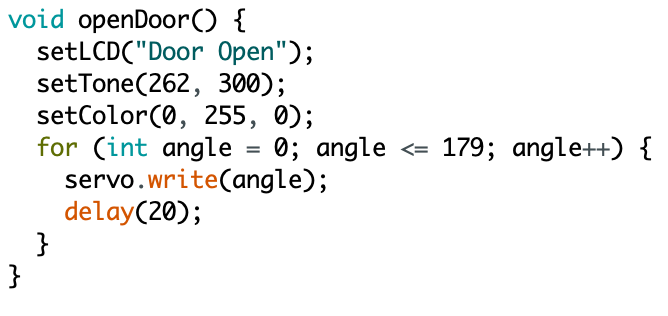 void openDoor() {
  setLCD("Door Open");
  setTone(262, 300);
  setColor(0, 255, 0);
  for (int angle = 0; angle <= 179; angle++) {
    servo.write(angle);
    delay(20);
  }
}